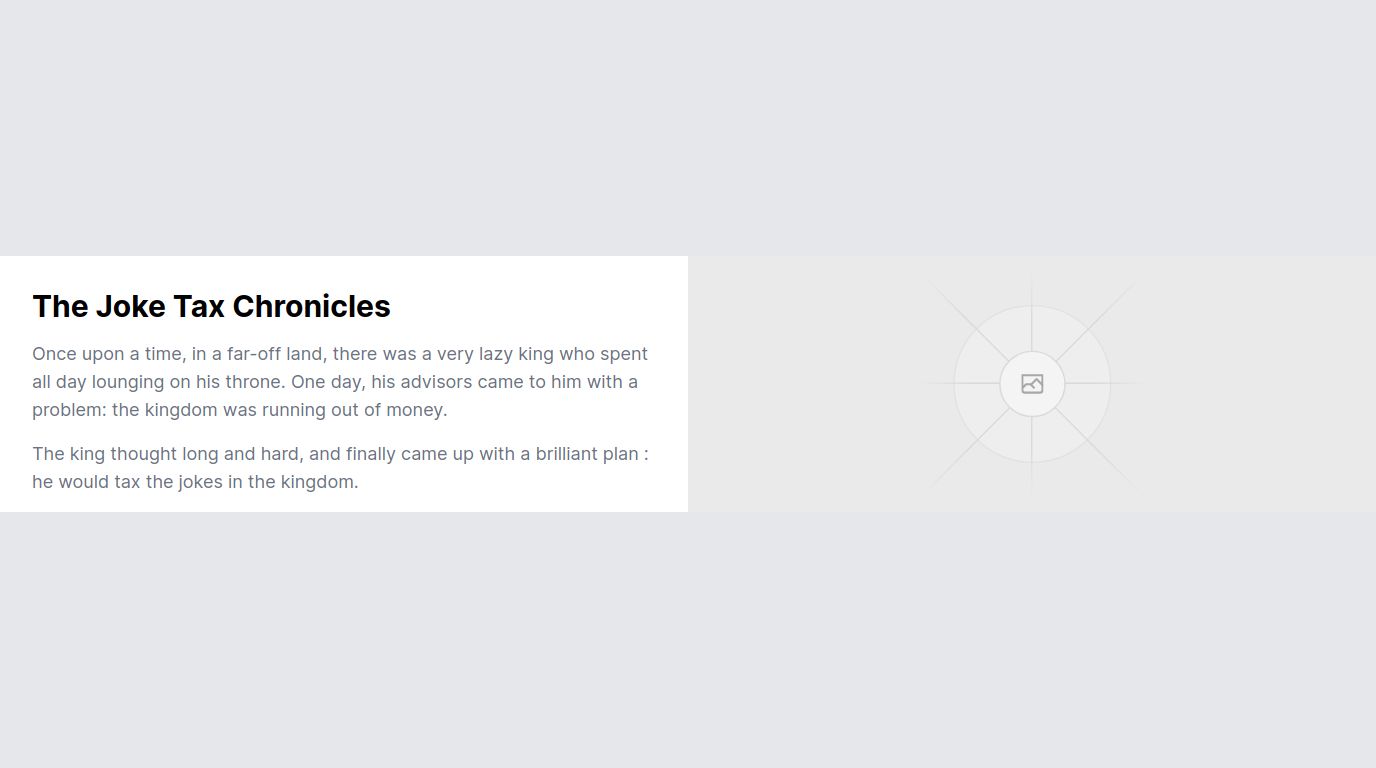 The Joke Tax Chronicles
Once upon a time, in a far-off land, there was a very lazy king who spent
all day lounging on his throne. One day, his advisors came to him with a
problem: the kingdom was running out of money.
The king thought long and hard, and finally came up with a brilliant plan :
he would tax the jokes in the kingdom.